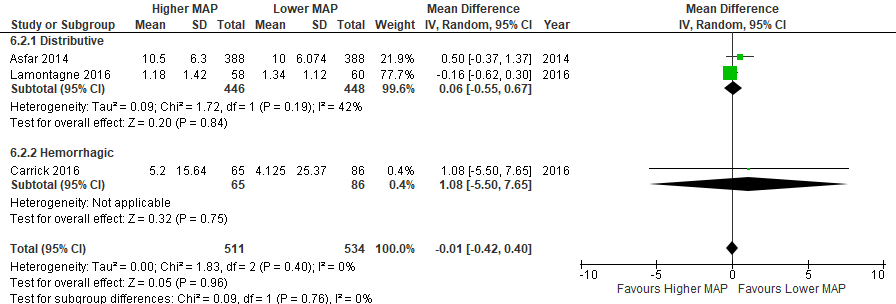 Higher MAP Lower MAP Mean Difference Mean Difference
Study or Subgroup Mean SD Total Mean SD Total Weight IV, Random, 95% CI Year IV, Random, 95% CI
6.2.1 Distributive
Asfar 2014 10.5 6.3 388 10 6.074 388 21.9% 0.50 [-0.37, 1.37] 2014
Lamontagne 2016 1.18 1.42 58 1.34 1.12 60 77.7% -0.16 [-0.62, 0.30] 2016
Subtotal (95% CI) 446 448 99.6% 0.06 [-0.55, 0.67]
Heterogeneity: Tau² = 0.09; Chi² = 1.72, df = 1 (P = 0.19); I² = 42%
Test for overall effect: Z = 0.20 (P = 0.84)
6.2.2 Hemorrhagic
Carrick 2016 5.2 15.64 65 4.125 25.37 86 0.4% 1.08 [-5.50, 7.65] 2016
Subtotal (95% CI) 65 86 0.4% 1.08 [-5.50, 7.65]
Heterogeneity: Not applicable
Test for overall effect: Z = 0.32 (P = 0.75)
Total (95% CI) 511 534 100.0% -0.01 [-0.42, 0.40]
Heterogeneity: Tau² = 0.00; Chi² = 1.83, df = 2 (P = 0.40); I² = 0%
Test for overall effect: Z = 0.05 (P = 0.96)
Test for subgroup differences: Chi² = 0.09, df = 1 (P = 0.76), I² = 0%
-10 -5 0 5 10
Favours Higher MAP Favours Lower MAP